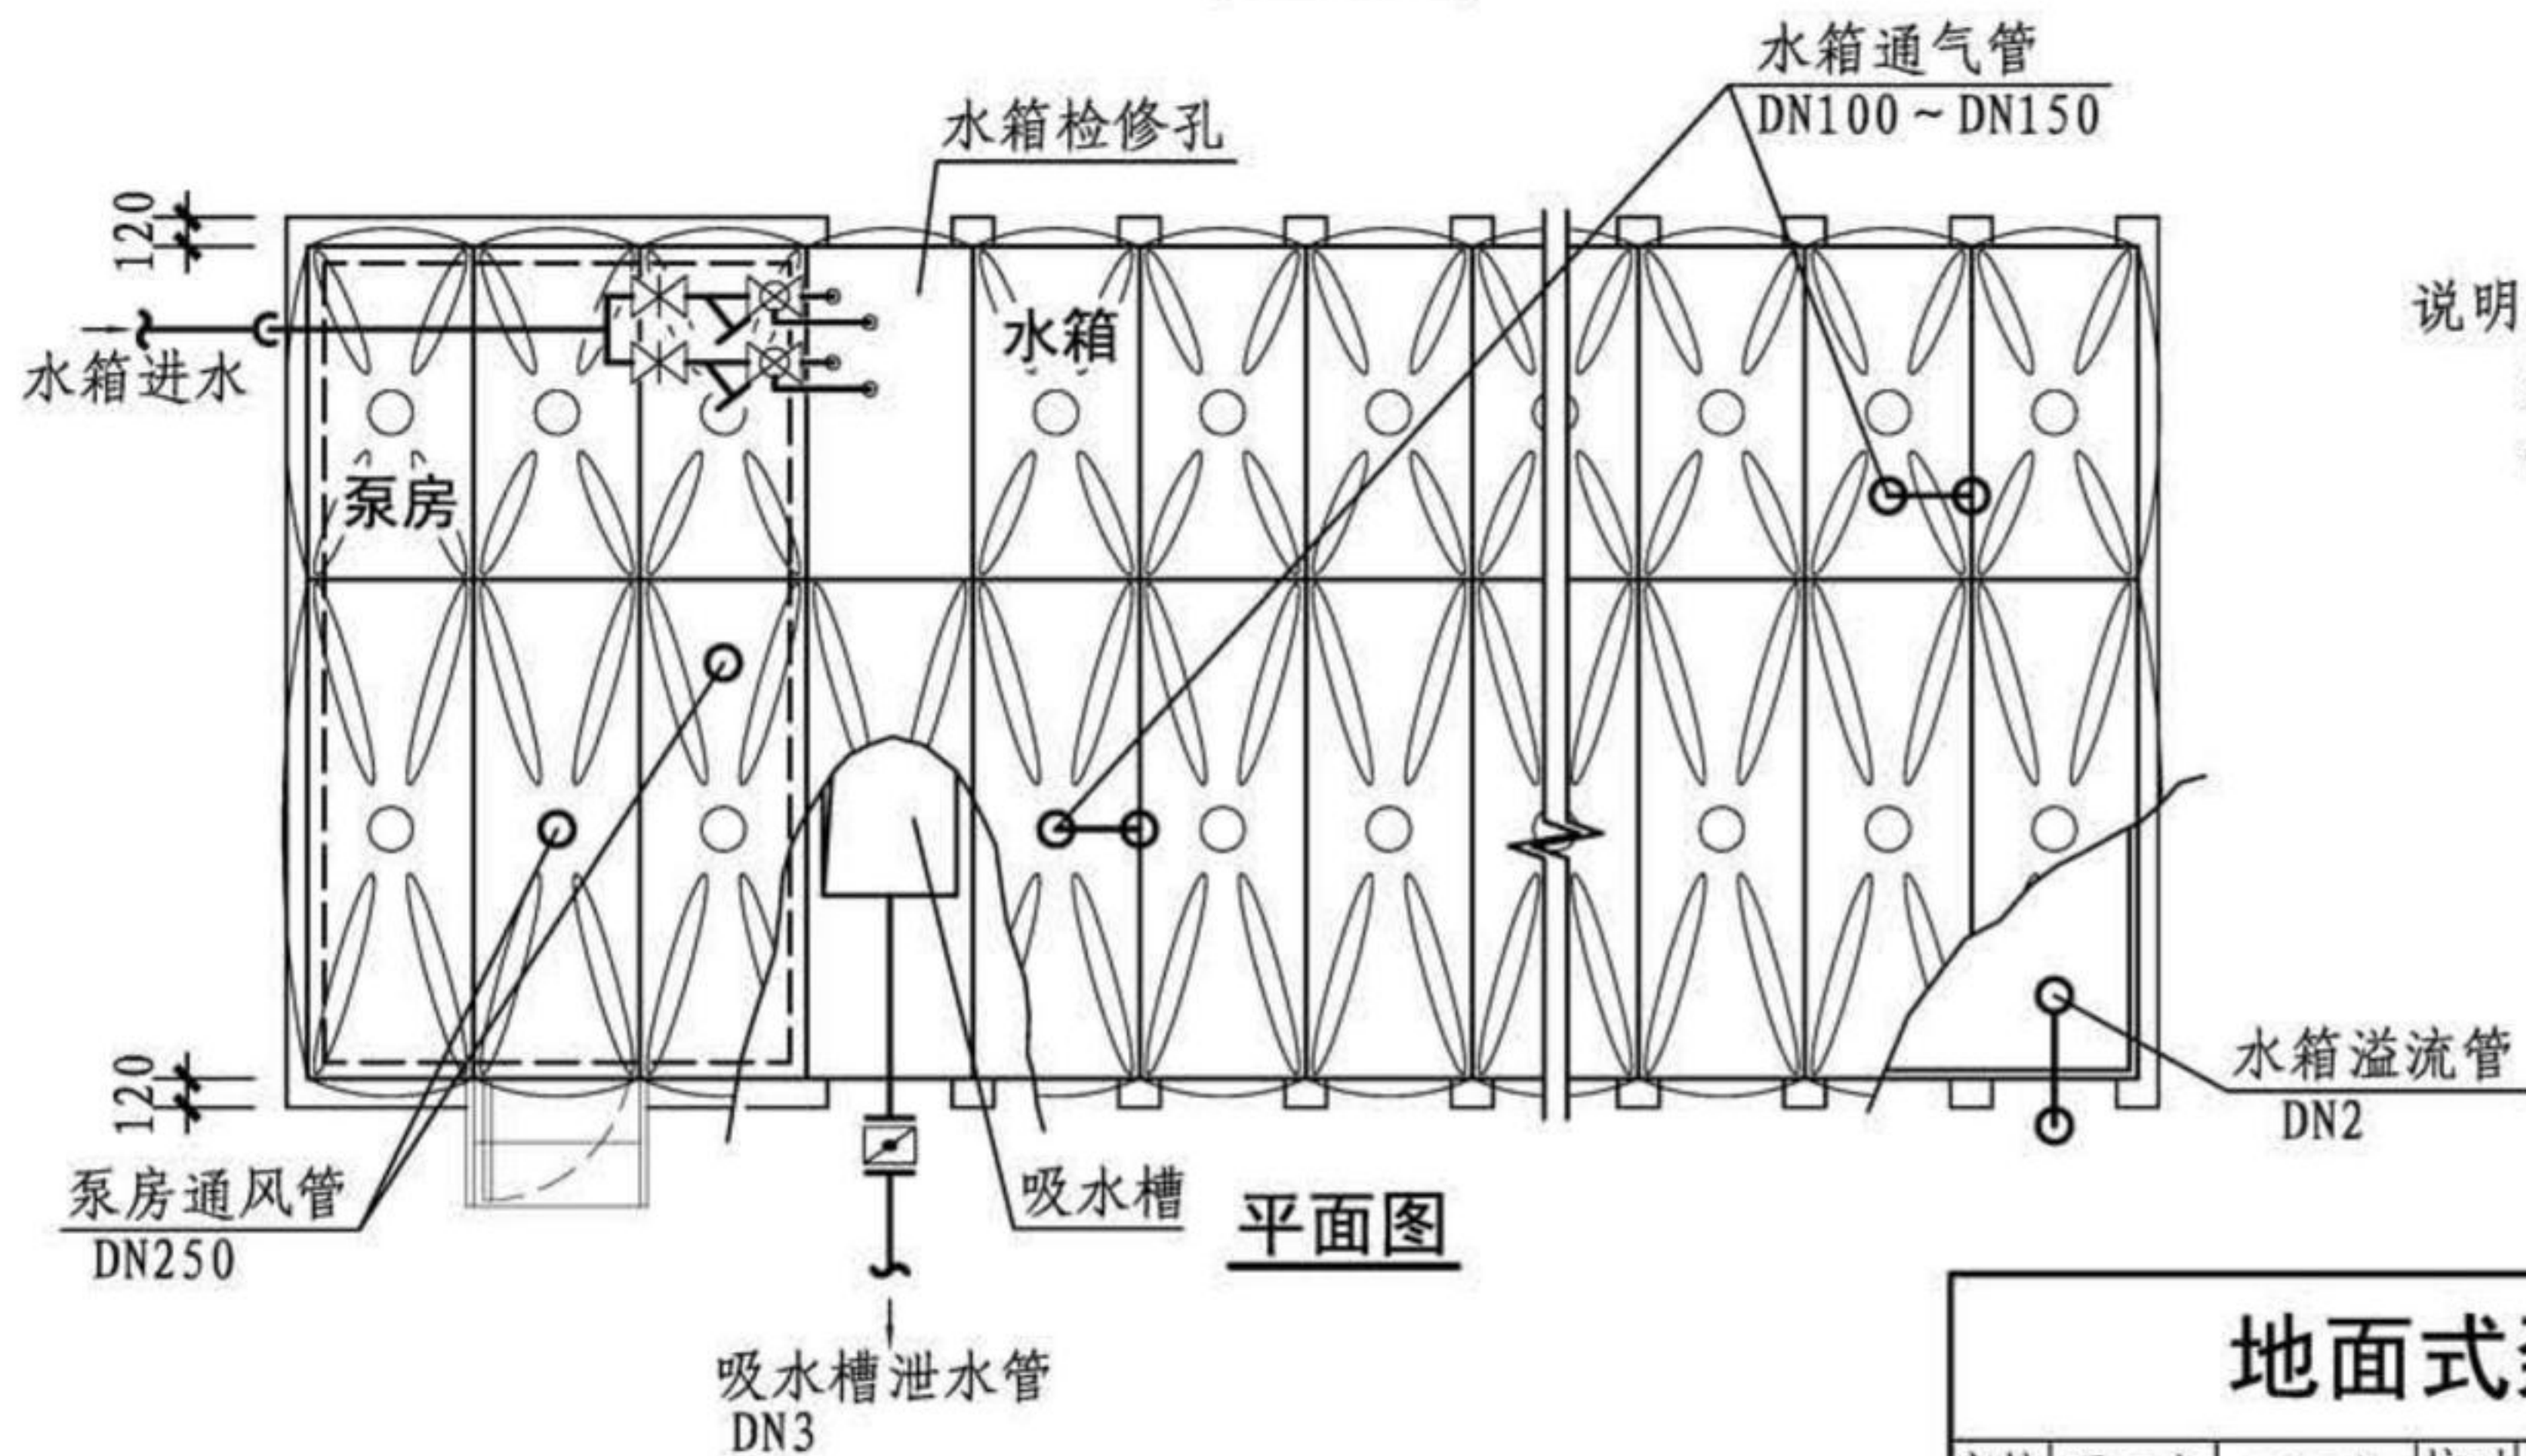 水箱通气管
DN100~DN150
水箱检修孔
120
水箱进水
水箱
说明
泵房
120
水箱溢流管
DN2
泵房通风管
DN250
吸水槽
平面图
吸水槽泄水管
DN3
地面式